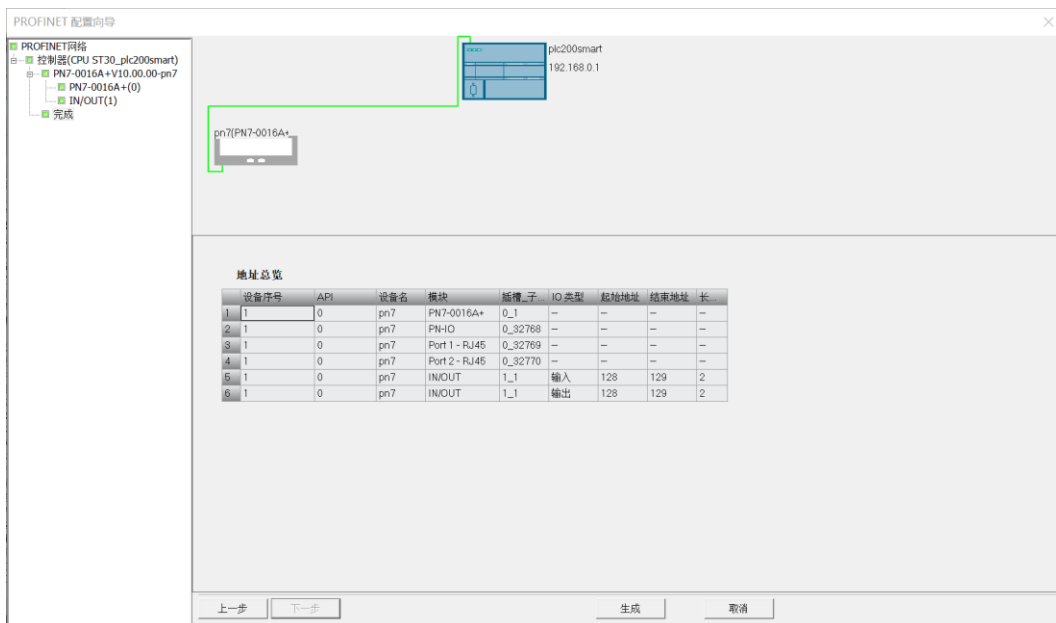 PROFINET 配置向导
PROFINET网络
控制器(CPU ST30_plc200smart)
PN7-0016A+V10.00.00-pn7
PN7-0016A+(0)
IN/OUT(1)
完成
plc200smart
192.168.0.1
pn7(PN7-0016A+
地址总览
设备序号 API 设备名 模块 插槽_子... IO 类型 起始地址 结束地址 长...
1 1 0 pn7 PN7-0016A+ 0_1 – – – –
2 1 0 pn7 PN-IO 0_32768 – – – –
3 1 0 pn7 Port 1 - RJ45 0_32769 – – – –
4 1 0 pn7 Port 2 - RJ45 0_32770 – – – –
5 1 0 pn7 IN/OUT 1_1 输入 128 129 2
6 1 0 pn7 IN/OUT 1_1 输出 128 129 2
上一步 下一步 生成 取消